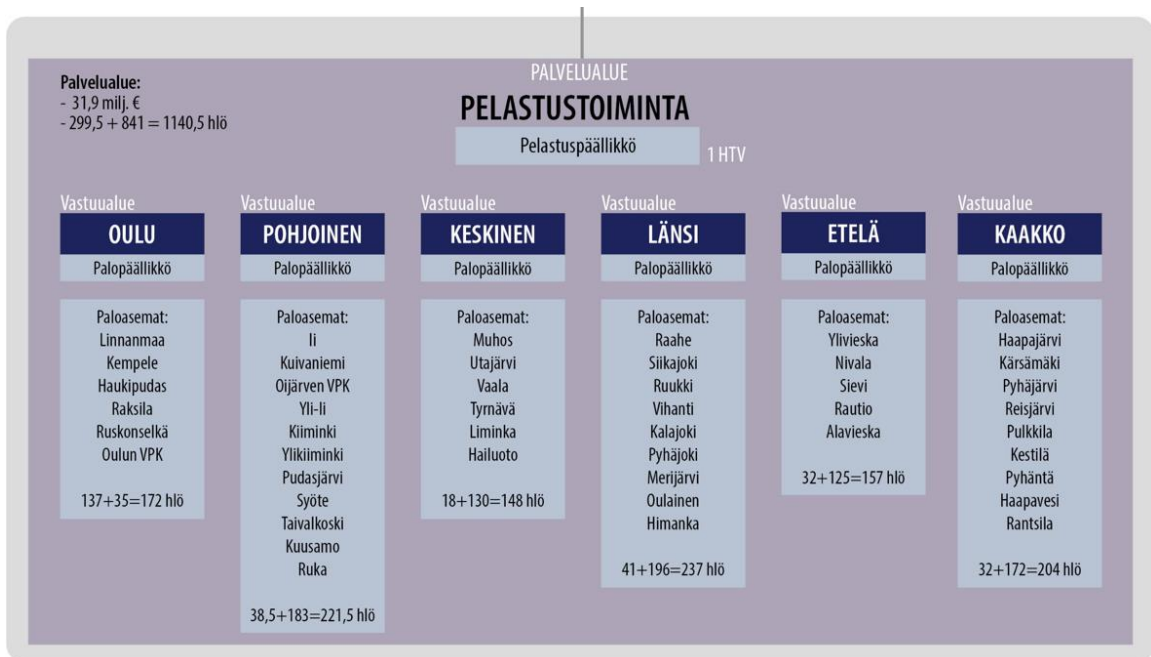 Palvelualue:
- 31,9 milj. €
- 299,5 + 841 = 1140,5 hlö
PALVELUALUE
PELASTUSTOIMINTA
Pelastuspäällikkö
1 HTV
Vastuualue
OULU
Palopäällikkö
Paloasemat:
Linnanmaa
Kempele
Haukipudas
Raksila
Ruskonselkä
Oulun VPK
137+35=172 hlö
Vastuualue
POHJOINEN
Palopäällikkö
Paloasemat:
Ii
Kuivaniemi
Oijärven VPK
Yli-Ii
Kiiminki
Ylikiiminki
Pudasjärvi
Syöte
Taivalkoski
Kuusamo
Ruka
38,5+183=221,5 hlö
Vastuualue
KESKINEN
Palopäällikkö
Paloasemat:
Muhos
Utajärvi
Vaala
Tyrnävä
Liminka
Hailuoto
18+130=148 hlö
Vastuualue
LÄNSI
Palopäällikkö
Paloasemat:
Raahe
Siikajoki
Ruukki
Vihanti
Kalajoki
Pyhäjoki
Merijärvi
Oulainen
Himanka
41+196=237 hlö
Vastuualue
ETELÄ
Palopäällikkö
Paloasemat:
Ylivieska
Nivala
Sievi
Rautio
Alavieska
32+125=157 hlö
Vastuualue
KAAKKO
Palopäällikkö
Paloasemat:
Haapajärvi
Kärsämäki
Pyhäjärvi
Reisjärvi
Pulkkila
Kestilä
Pyhäntä
Haapavesi
Rantsila
32+172=204 hlö